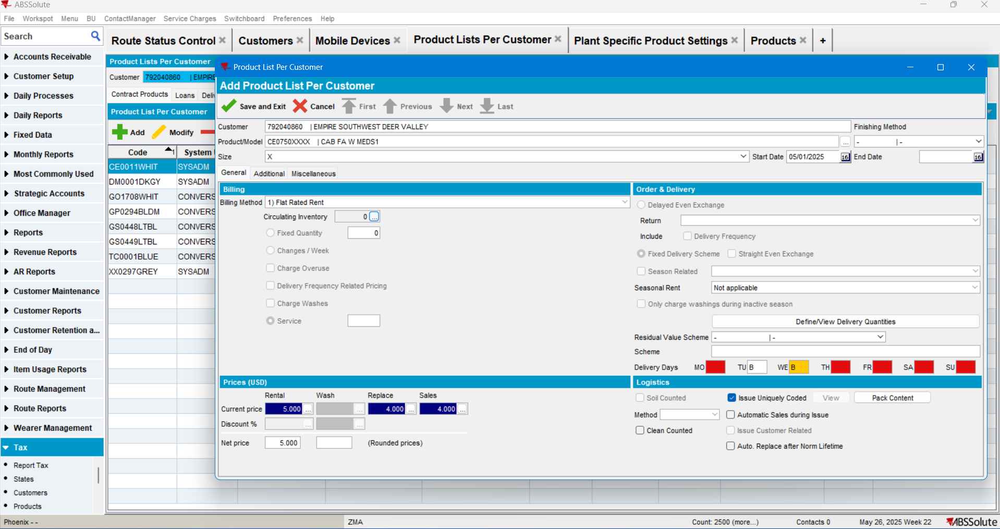 ABSSolute
File Workspot Menu BU ContactManager Service Charges Switchboard Preferences Help
Search
Route Status Control
Customers
Mobile Devices
Product Lists Per Customer
Plant Specific Product Settings
Products
+
Accounts Receivable
Customer Setup
Daily Processes
Daily Reports
Fixed Data
Monthly Reports
Most Commonly Used
Strategic Accounts
Office Manager
Reports
Revenue Reports
AR Reports
Customer Maintenance
Customer Reports
Customer Retention a...
End of Day
Item Usage Reports
Route Management
Route Reports
Wearer Management
Tax
Report Tax
States
Customers
Products
Product Lists Per Customer
Customer 792040860 | EMPIRE
Contract Products Loans
Product List Per Customer
Add Modify
Code 1 System
CE0011WHIT SYSADM
DM0001DKGY SYSADM
GO1708WHIT CONVERS
GP0294BLDM CONVERS
GS0448LTBL CONVERS
GS0449LTBL CONVERS
TC0001BLUE CONVERS
XX0297GREY SYSADM
Product List Per Customer
Add Product List Per Customer
Save and Exit Cancel First Previous Next Last
Customer 792040860 | EMPIRE SOUTHWEST DEER VALLEY Finishing Method
Product/Model CE0750XXXX | CAB FA W MEDS1 ... - | -
Size X Start Date 05/01/2025 16 End Date 16
General Additional Miscellaneous
Billing
Billing Method 1) Flat Rated Rent
Circulating Inventory 0 ...
Fixed Quantity 0
Changes / Week
Charge Overuse
Delivery Frequency Related Pricing
Charge Washes
Service
Order & Delivery
Delayed Even Exchange
Return
Include Delivery Frequency
Fixed Delivery Scheme Straight Even Exchange
Season Related
Seasonal Rent Not applicable
Only charge washings during inactive season
Define/View Delivery Quantities
Residual Value Scheme - | -
Scheme
Delivery Days MO TU B WE B TH FR SA SU
Prices (USD)
Rental Wash Replace Sales
Current price 5.000 ... ... 4.000 ... 4.000 ...
Discount % ... ...
Net price 5.000 (Rounded prices)
Logistics
Soil Counted Issue Uniquely Coded View Pack Content
Method Automatic Sales during Issue
Clean Counted Issue Customer Related
Auto. Replace after Norm Lifetime
Phoenix - - ZMA Count: 2500 (more...) Contacts 0 May 26, 2025 Week 22 ABSSolute